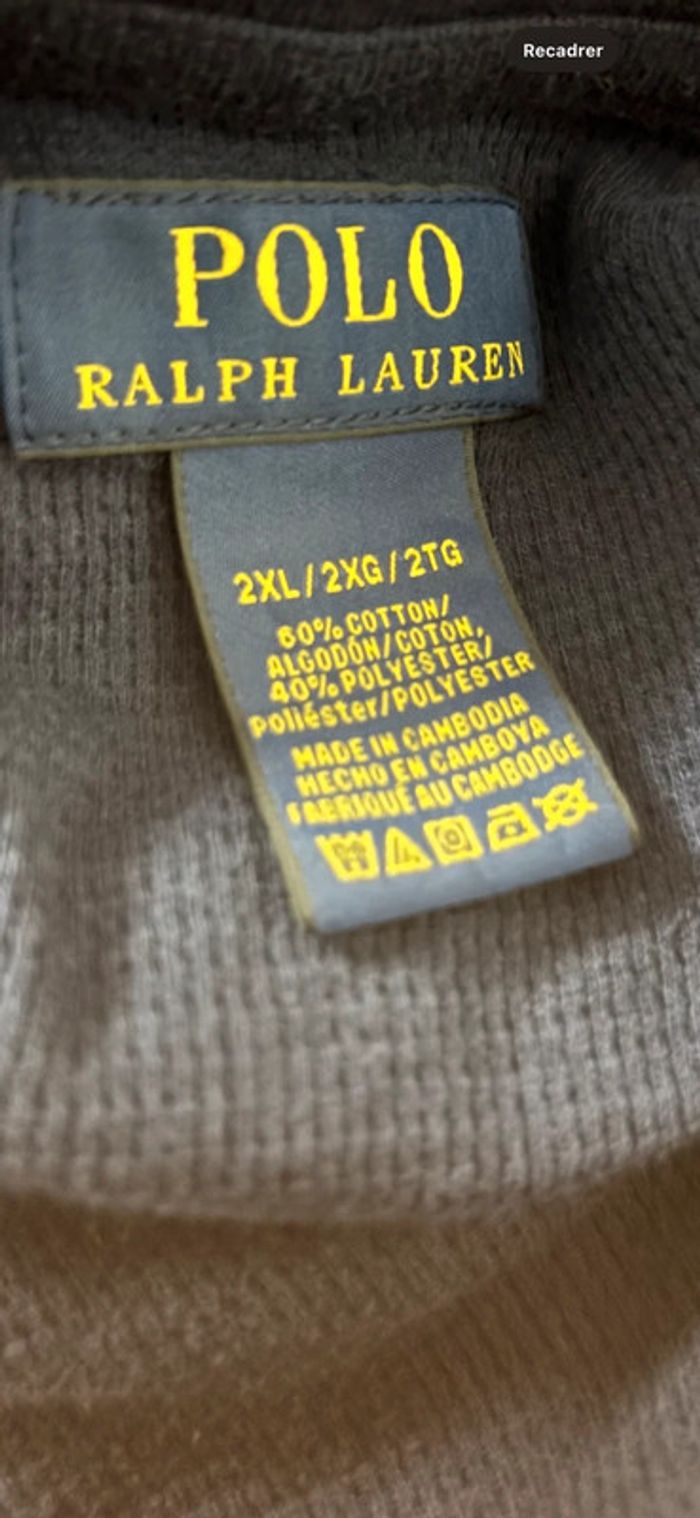 Recadrer
POLO
RALPH LAUREN
2XL/2XG/2TG
60% COTTON/
ALGODÓN/COTON,
40% POLYESTER/
poliéster/POLYESTER
MADE IN CAMBODIA
HECHO EN CAMBOYA
FABRIQUÉ AU CAMBODGE